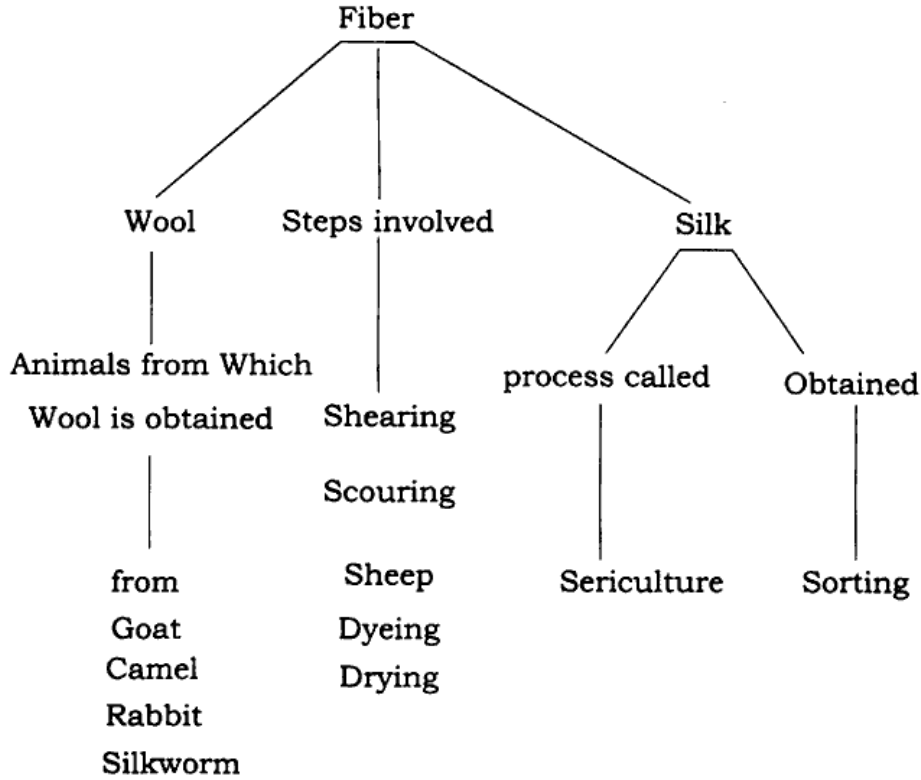 Fiber
Wool
Steps involved
Silk
Animals from Which
Wool is obtained
process called
Obtained
Shearing
Scouring
from
Sheep
Sericulture
Sorting
Goat
Dyeing
Camel
Drying
Rabbit
Silkworm